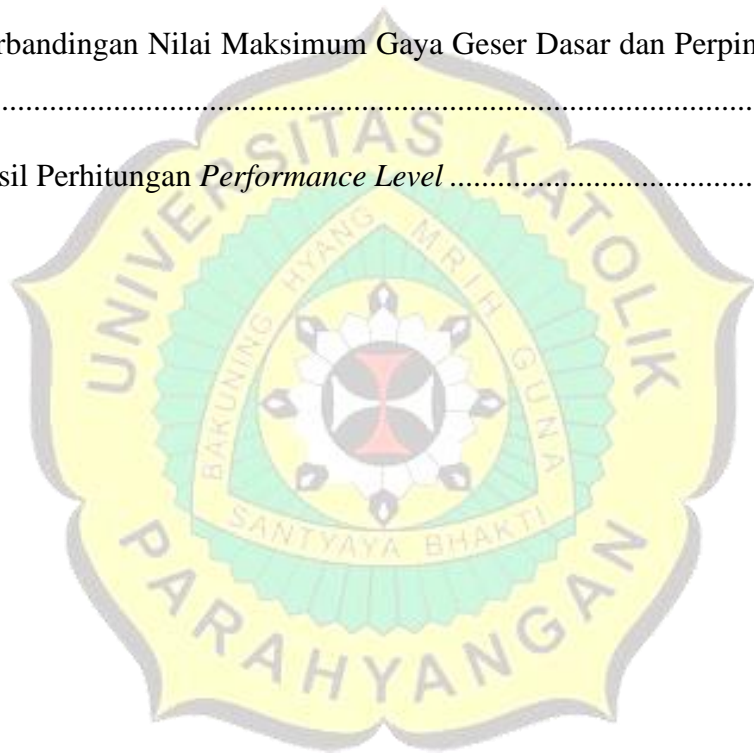 rbandingan Nilai Maksimum Gaya Geser Dasar dan Perpin
................................................................................................
sil Perhitungan Performance Level ......................................
UNIVERSITAS KATOLIK
BAKUNING HYANG MRIH GUNA
SANTYAYA BHAKTI
PARAHYANGAN